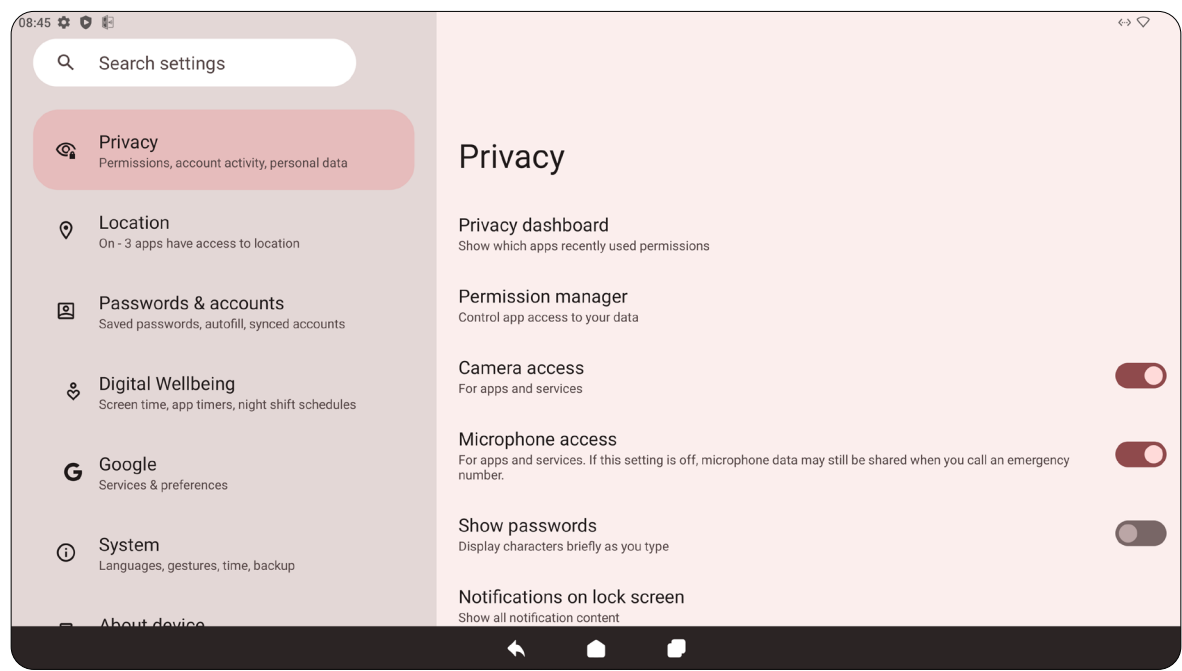 08:45
Search settings
Privacy
Permissions, account activity, personal data
Location
On - 3 apps have access to location
Passwords & accounts
Saved passwords, autofill, synced accounts
Digital Wellbeing
Screen time, app timers, night shift schedules
Google
Services & preferences
System
Languages, gestures, time, backup
About device
Privacy
Privacy dashboard
Show which apps recently used permissions
Permission manager
Control app access to your data
Camera access
For apps and services
Microphone access
For apps and services. If this setting is off, microphone data may still be shared when you call an emergency
number.
Show passwords
Display characters briefly as you type
Notifications on lock screen
Show all notification content